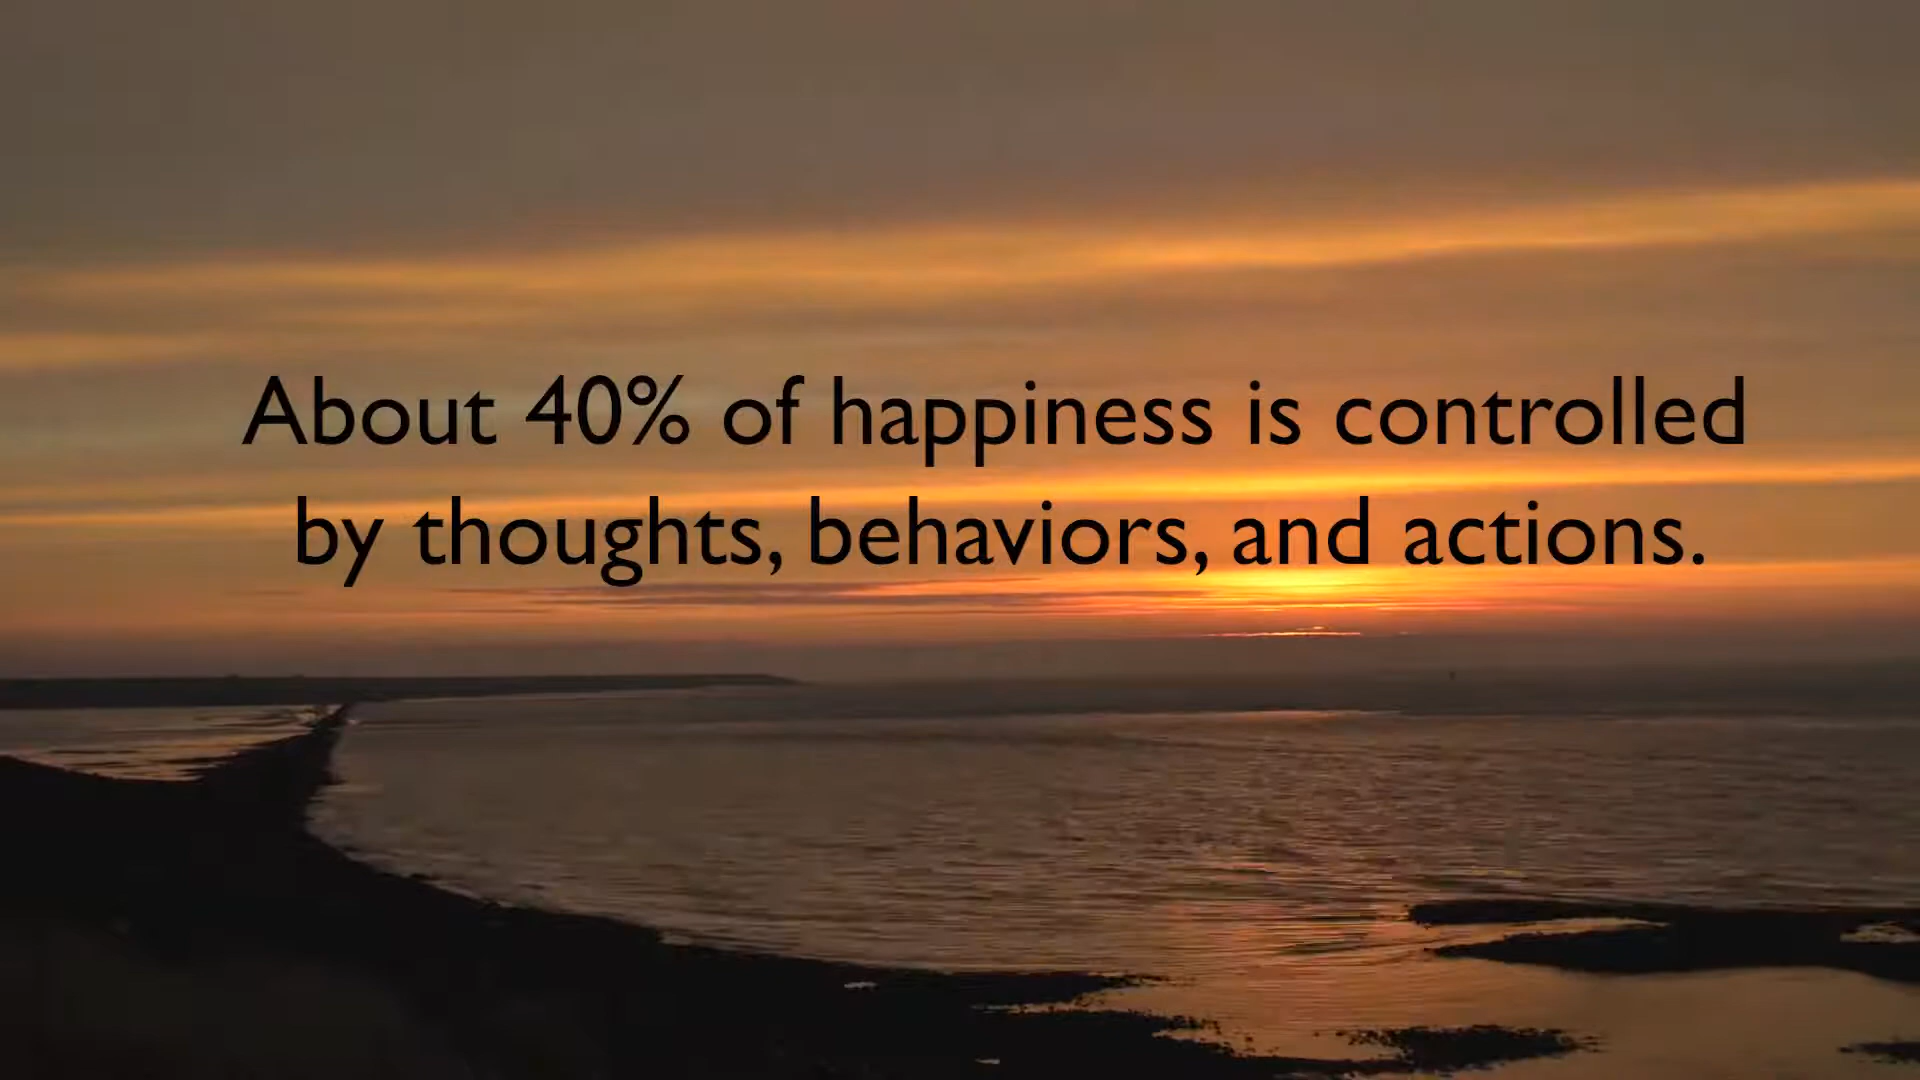 About 40% of happiness is controlled
by thoughts, behaviors, and actions.